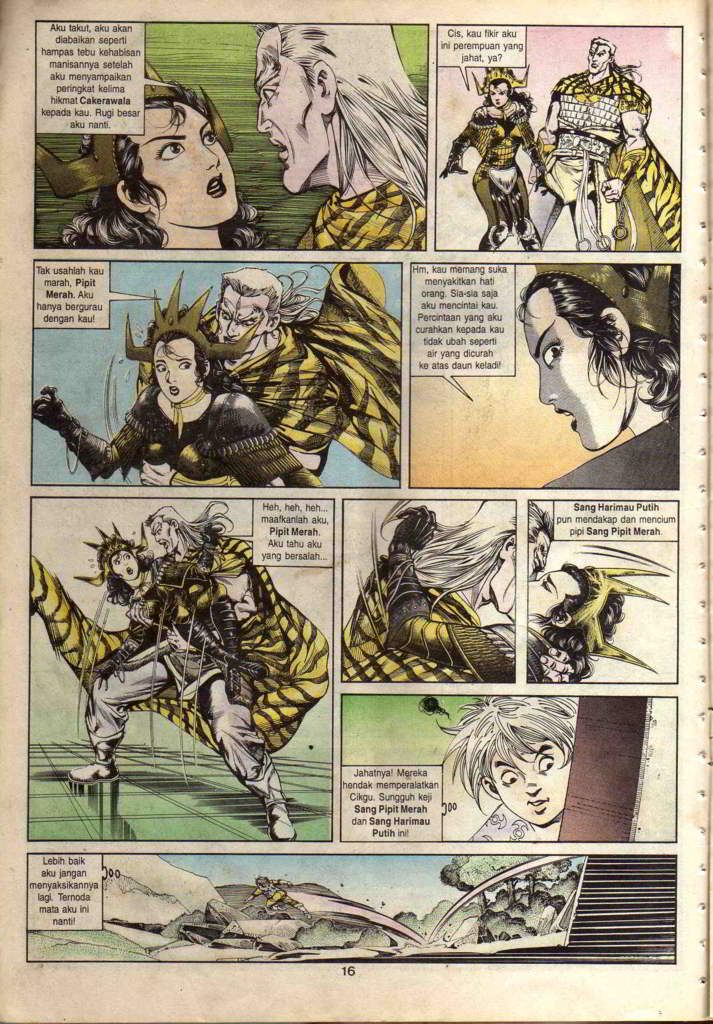 Aku takut, aku akan
diabaikan seperti
hampas tebu kehabisan
manisannya setelah
aku menyampaikan
peringkat kelima
hikmat Cakerawala
kepada kau. Rugi besar
aku nanti.
Cis, kau fikir aku
ini perempuan yang
jahat, ya?
Tak usahlah kau
marah, Pipit
Merah. Aku
hanya bergurau
dengan kau!
Hm, kau memang suka
menyakitkan hati
orang. Sia-sia saja
aku mencintai kau.
Percintaan yang aku
curahkan kepada kau
tidak ubah seperti
air yang dicurah
ke atas daun keladi!
Heh, heh, heh...
maafkanlah aku,
Pipit Merah.
Aku tahu aku
yang bersalah...
Sang Harimau Putih
pun mendakap dan mencium
pipi Sang Pipit Merah.
Jahatnya! Mereka
hendak memperalatkan
Cikgu. Sungguh keji
Sang Pipit Merah
dan Sang Harimau
Putih ini!
Lebih baik
aku jangan
menyaksikannya
lagi. Ternoda
mata aku ini
nanti!
16